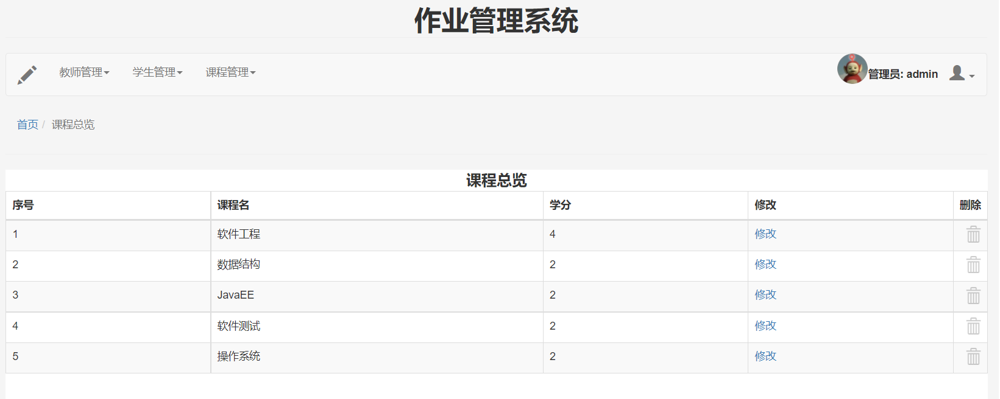 作业管理系统
教师管理 学生管理 课程管理 管理员: admin
首页 / 课程总览
课程总览
序号 课程名 学分 修改 删除
1 软件工程 4 修改
2 数据结构 2 修改
3 JavaEE 2 修改
4 软件测试 2 修改
5 操作系统 2 修改